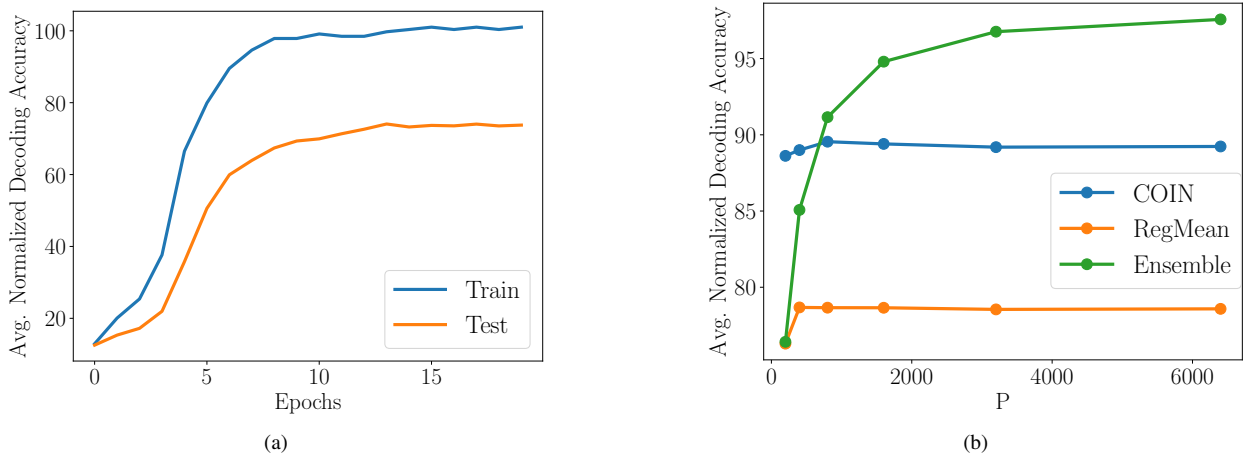 Avg. Normalized Decoding Accuracy
100
80
60
40
20
0
5
10
15
Epochs
Train
Test
(a)
Avg. Normalized Decoding Accuracy
95
90
85
80
0
2000
4000
6000
P
COIN
RegMean
Ensemble
(b)